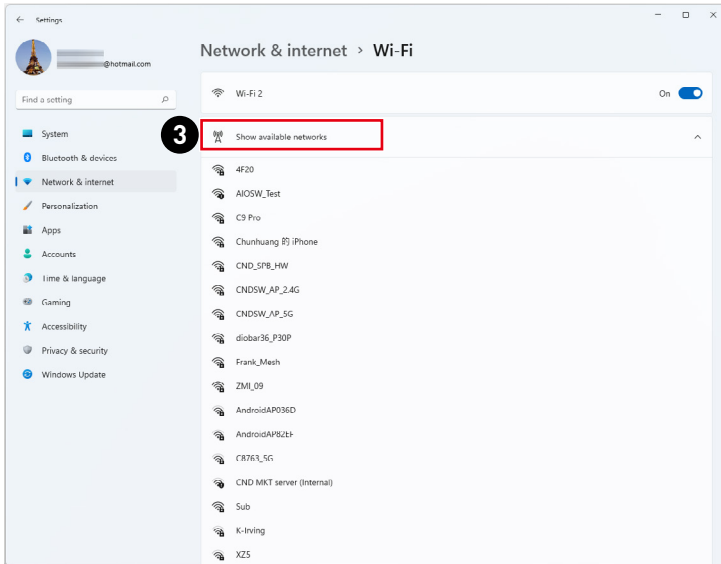 Settings
@hotmail.com
Find a setting
System
Bluetooth & devices
Network & internet
Personalization
Apps
Accounts
Time & language
Gaming
Accessibility
Privacy & security
Windows Update
Network & internet > Wi-Fi
Wi-Fi 2
On
3
Show available networks
4F20
AIOSW_Test
C9 Pro
Chunhuang 的 iPhone
CND_SPB_HW
CNDSW_AP_2.4G
CNDSW_AP_5G
diobar36_P30P
Frank_Mesh
ZMI_09
AndroidAP036D
AndroidAP82EF
C8763_5G
CND MKT server (Internal)
Sub
K-Irving
XZ5